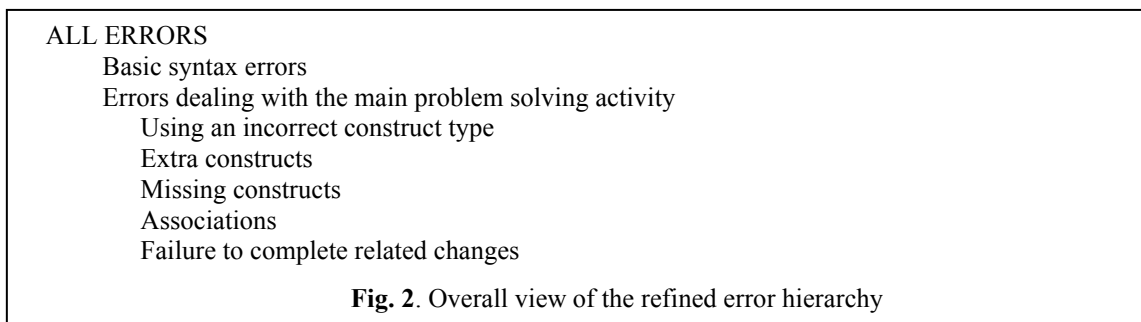 ALL ERRORS
Basic syntax errors
Errors dealing with the main problem solving activity
Using an incorrect construct type
Extra constructs
Missing constructs
Associations
Failure to complete related changes
Fig. 2. Overall view of the refined error hierarchy